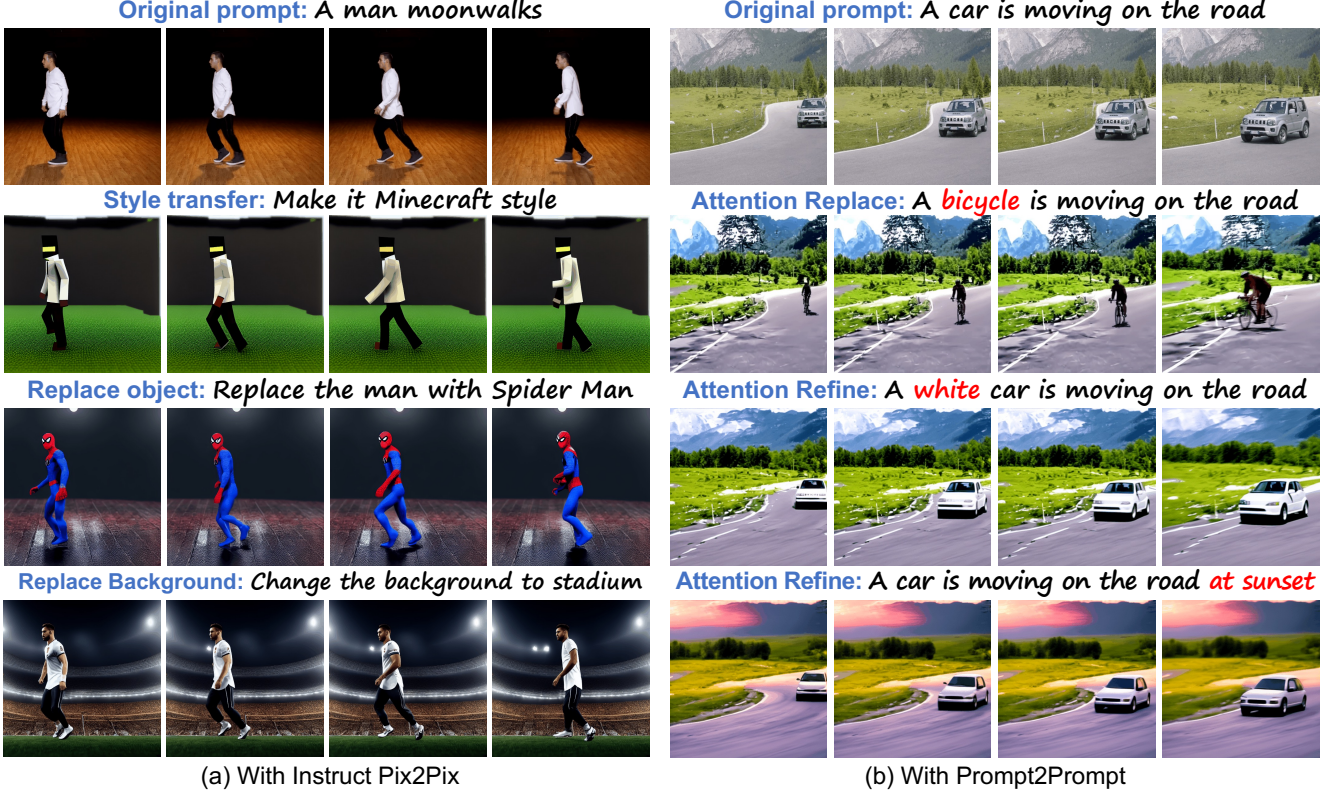 Original prompt: A man moonwalks
Style transfer: Make it Minecraft style
Replace object: Replace the man with Spider Man
Replace Background: Change the background to stadium
(a) With Instruct Pix2Pix
Original prompt: A car is moving on the road
Attention Replace: A bicycle is moving on the road
Attention Refine: A white car is moving on the road
Attention Refine: A car is moving on the road at sunset
(b) With Prompt2Prompt